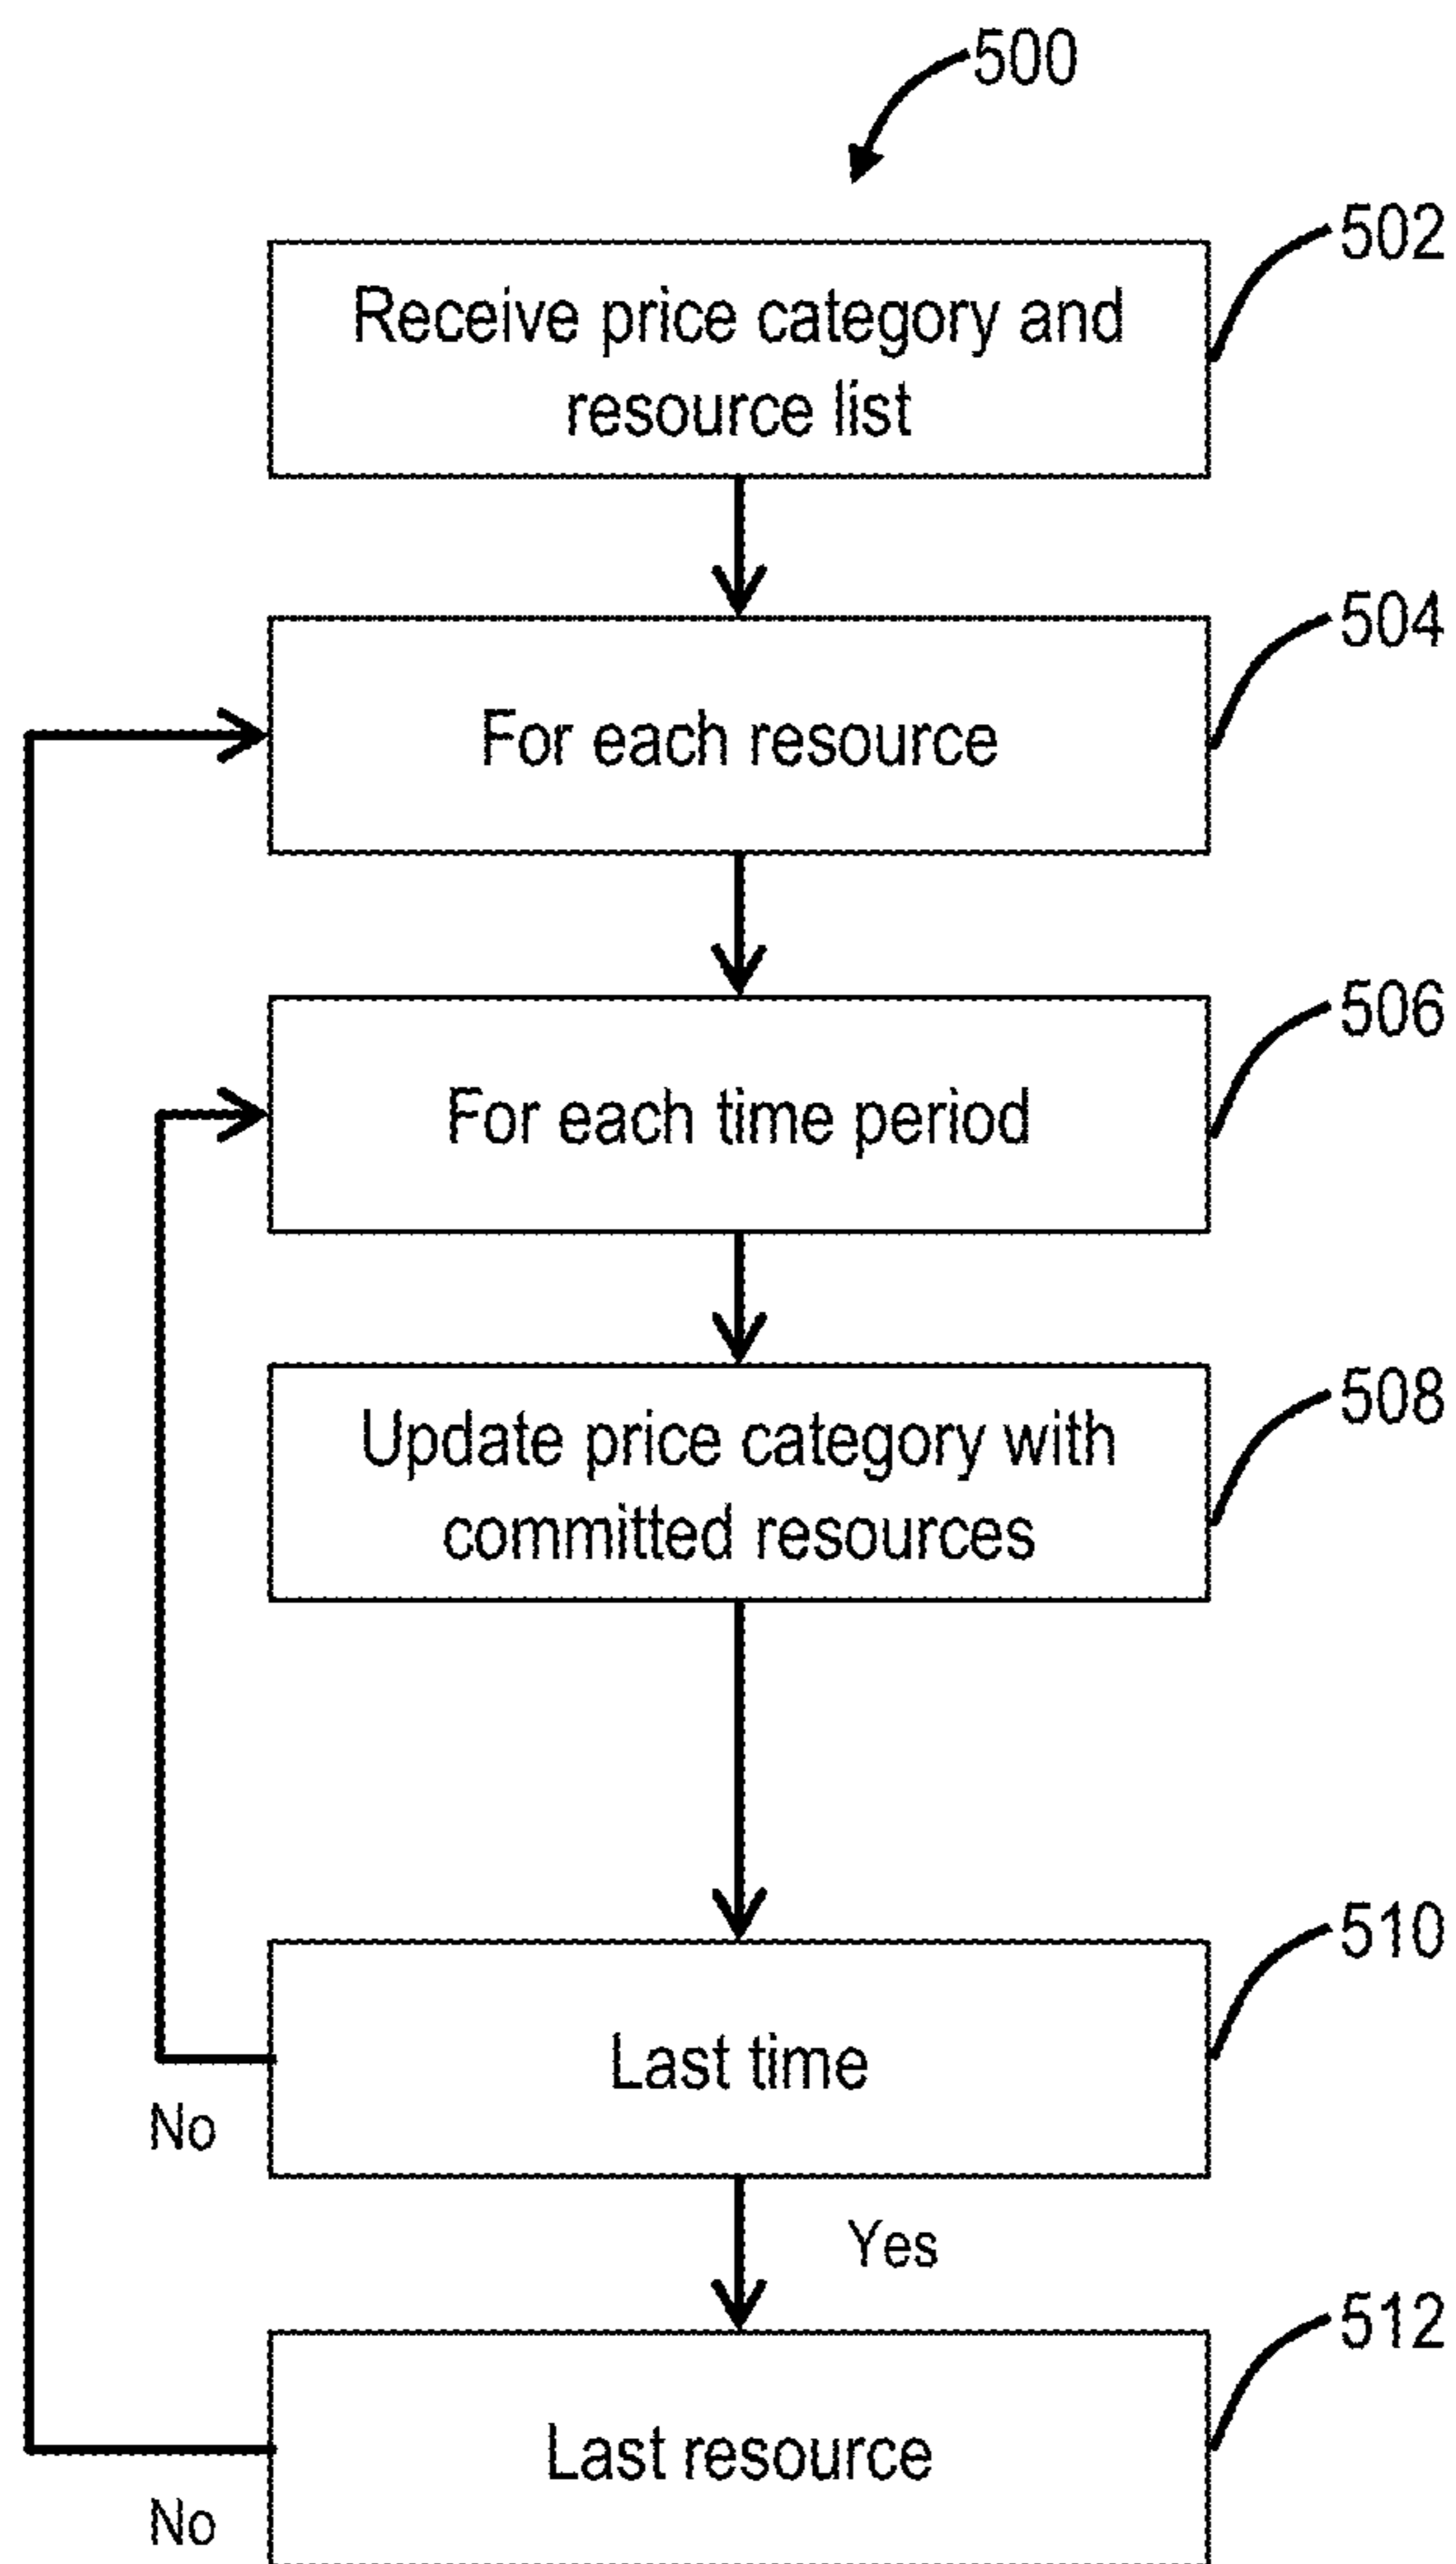 500
502
Receive price category and
resource list
504
For each resource
506
For each time period
508
Update price category with
committed resources
510
Last time
No
Yes
512
Last resource
No